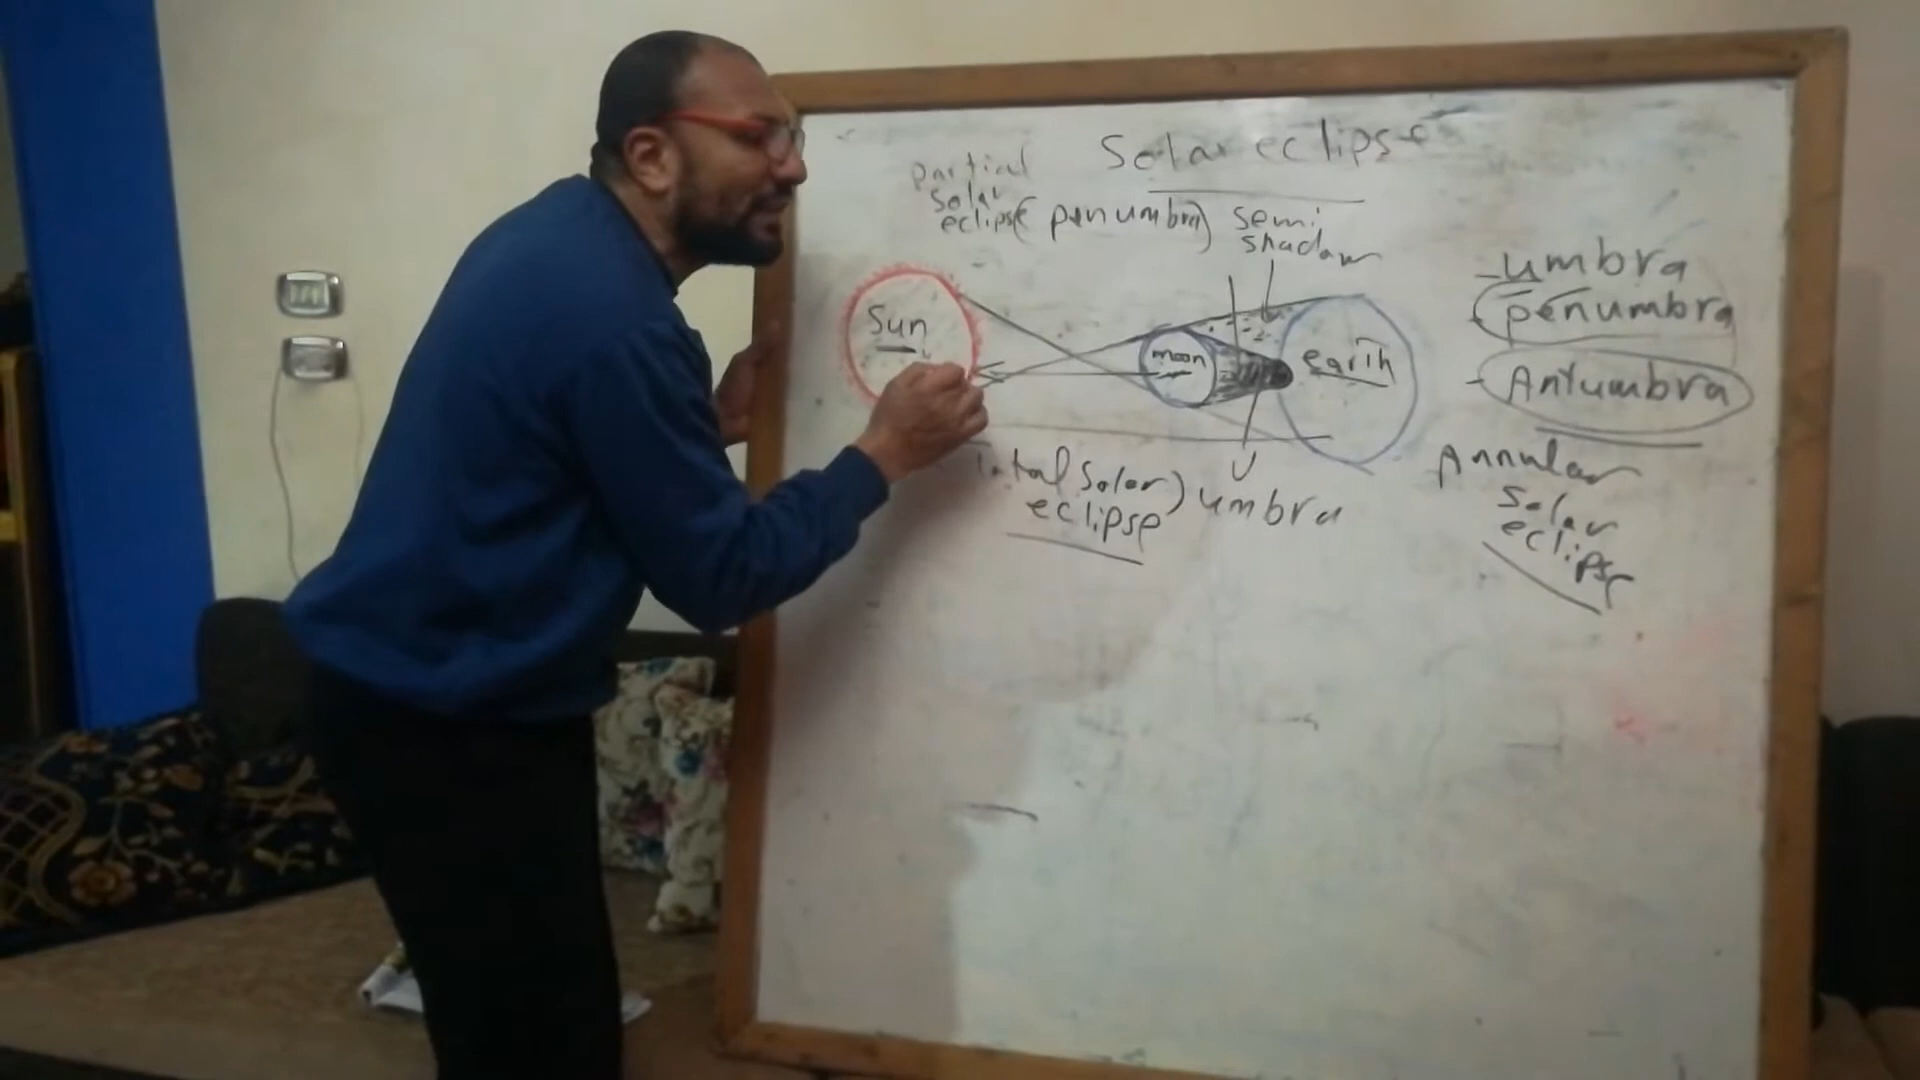 Solar eclipse
partial
solar
eclipse (penumbra)
semi
shadow
Sun
moon
earth
- umbra
- penumbra
- Antumbra
Annular
solar
eclipse
total solar)
eclipse
U
umbra